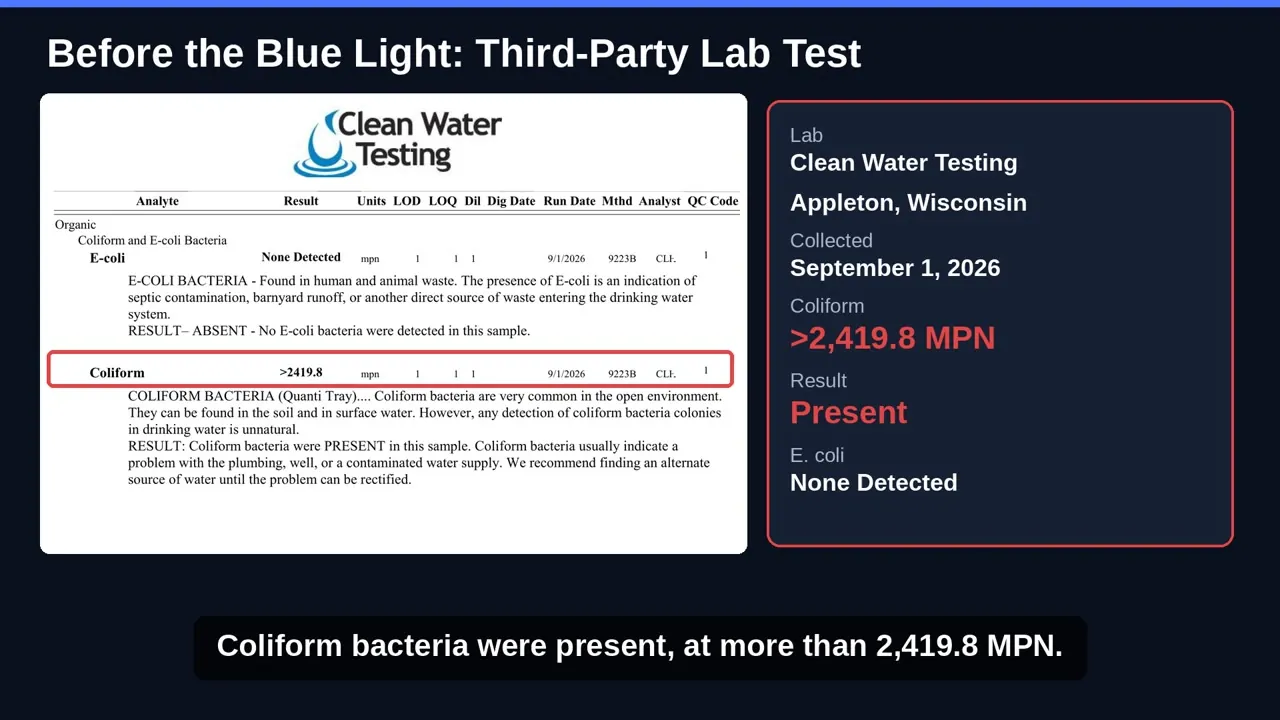 Before the Blue Light: Third-Party Lab Test
Clean Water
Testing
Analyte Result Units LOD LOQ Dil Dig Date Run Date Mthd Analyst QC Code
Organic
Coliform and E-coli Bacteria
E-coli None Detected mpn 1 1 1 9/1/2026 9223B 1
E-COLI BACTERIA - Found in human and animal waste. The presence of E-coli is an indication of
septic contamination, barnyard runoff, or another direct source of waste entering the drinking water
system.
RESULT– ABSENT - No E-coli bacteria were detected in this sample.
Coliform >2419.8 mpn 1 1 1 9/1/2026 9223B 1
COLIFORM BACTERIA (Quanti Tray).... Coliform bacteria are very common in the open environment.
They can be found in the soil and in surface water. However, any detection of coliform bacteria colonies
in drinking water is unnatural.
RESULT: Coliform bacteria were PRESENT in this sample. Coliform bacteria usually indicate a
problem with the plumbing, well, or a contaminated water supply. We recommend finding an alternate
source of water until the problem can be rectified.
Lab
Clean Water Testing
Appleton, Wisconsin
Collected
September 1, 2026
Coliform
>2,419.8 MPN
Result
Present
E. coli
None Detected
Coliform bacteria were present, at more than 2,419.8 MPN.